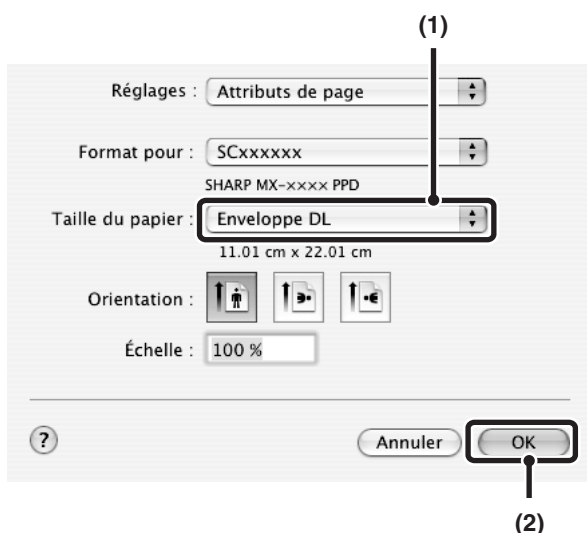 (1)
Réglages : Attributs de page
Format pour : SCxxxxxx
SHARP MX-×××× PPD
Taille du papier : Enveloppe DL
11.01 cm x 22.01 cm
Orientation :
Échelle : 100 %
? Annuler OK
(2)